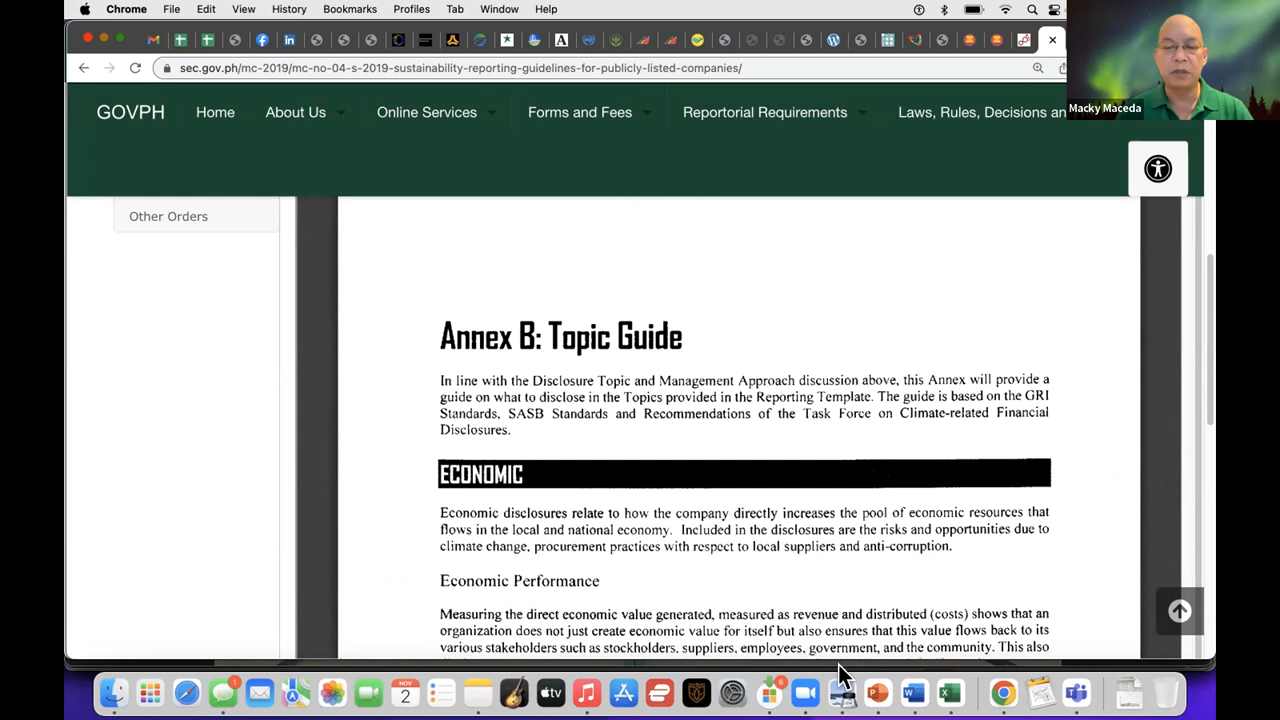 Chrome File Edit View History Bookmarks Profiles Tab Window Help
sec.gov.ph/mc-2019/mc-no-04-s-2019-sustainability-reporting-guidelines-for-publicly-listed-companies/
Macky Maceda
GOVPH Home About Us Online Services Forms and Fees Reportorial Requirements Laws, Rules, Decisions an
Other Orders
Annex B: Topic Guide
In line with the Disclosure Topic and Management Approach discussion above, this Annex will provide a
guide on what to disclose in the Topics provided in the Reporting Template. The guide is based on the GRI
Standards, SASB Standards and Recommendations of the Task Force on Climate-related Financial
Disclosures.
ECONOMIC
Economic disclosures relate to how the company directly increases the pool of economic resources that
flows in the local and national economy. Included in the disclosures are the risks and opportunities due to
climate change, procurement practices with respect to local suppliers and anti-corruption.
Economic Performance
Measuring the direct economic value generated, measured as revenue and distributed (costs) shows that an
organization does not just create economic value for itself but also ensures that this value flows back to its
various stakeholders such as stockholders, suppliers, employees, government, and the community. This also
1
NOV
2
tv
6